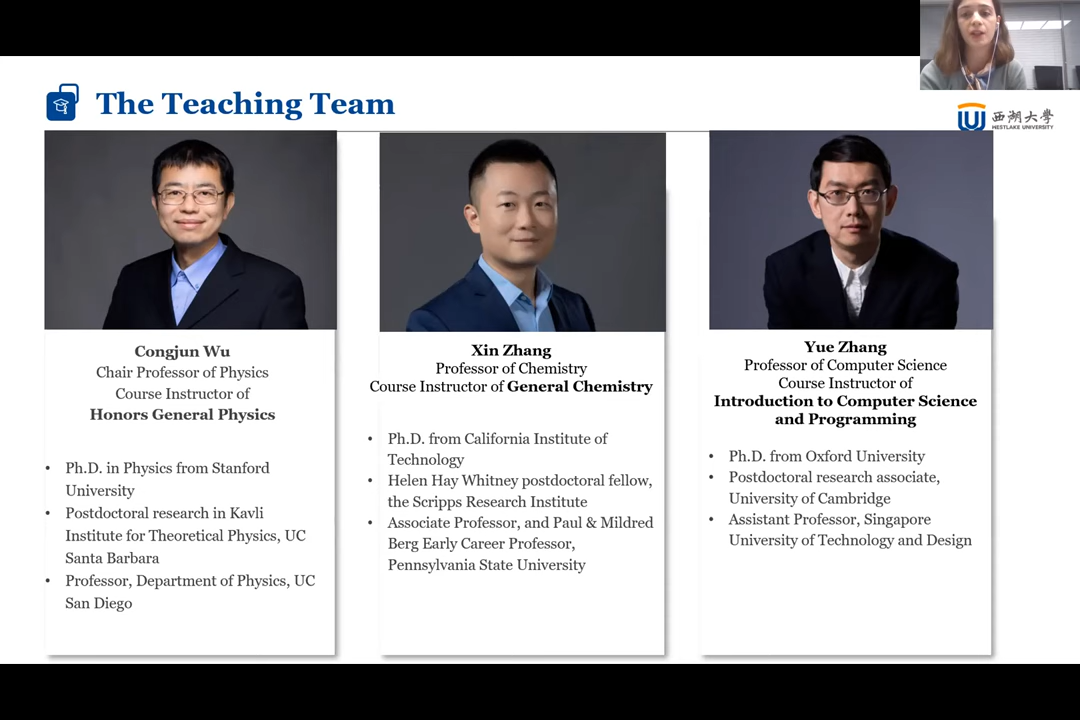 The Teaching Team
西湖大學
WESTLAKE UNIVERSITY
Congjun Wu
Chair Professor of Physics
Course Instructor of
Honors General Physics
• Ph.D. in Physics from Stanford
University
• Postdoctoral research in Kavli
Institute for Theoretical Physics, UC
Santa Barbara
• Professor, Department of Physics, UC
San Diego
Xin Zhang
Professor of Chemistry
Course Instructor of General Chemistry
• Ph.D. from California Institute of
Technology
• Helen Hay Whitney postdoctoral fellow,
the Scripps Research Institute
• Associate Professor, and Paul & Mildred
Berg Early Career Professor,
Pennsylvania State University
Yue Zhang
Professor of Computer Science
Course Instructor of
Introduction to Computer Science
and Programming
• Ph.D. from Oxford University
• Postdoctoral research associate,
University of Cambridge
• Assistant Professor, Singapore
University of Technology and Design